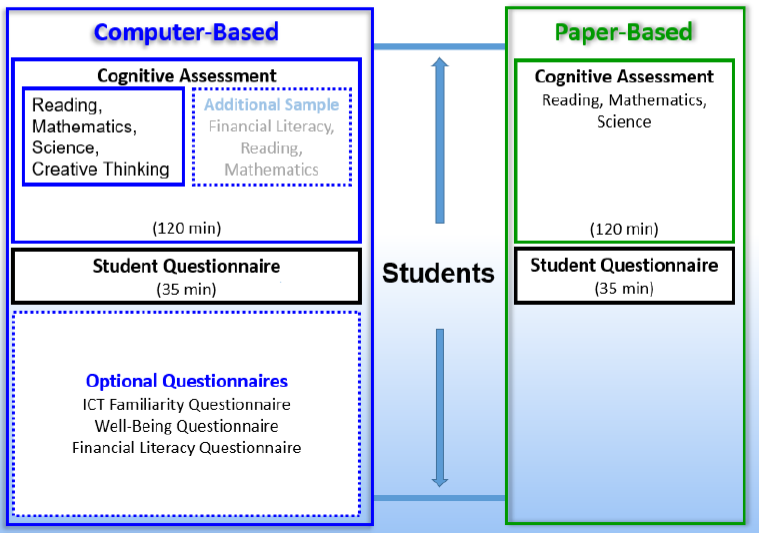 Computer-Based
Cognitive Assessment
Reading,
Mathematics,
Science,
Creative Thinking
Additional Sample
Financial Literacy,
Reading,
Mathematics
(120 min)
Student Questionnaire
(35 min)
Optional Questionnaires
ICT Familiarity Questionnaire
Well-Being Questionnaire
Financial Literacy Questionnaire
Students
Paper-Based
Cognitive Assessment
Reading, Mathematics,
Science
(120 min)
Student Questionnaire
(35 min)